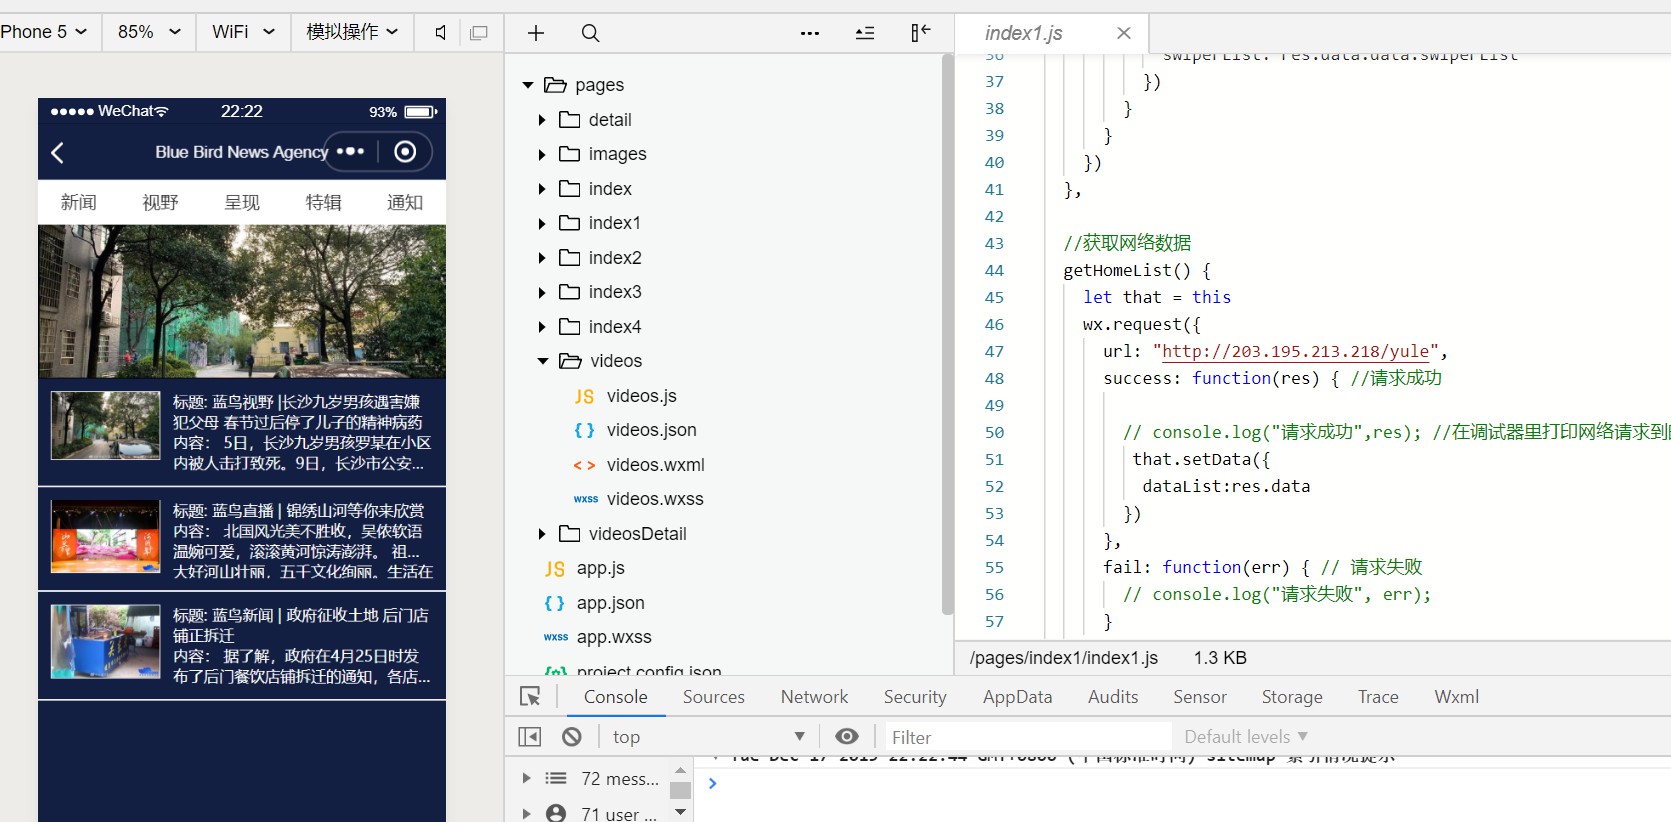 Phone 5
85%
WiFi
模拟操作
WeChat
22:22
93%
Blue Bird News Agency
新闻
视野
呈现
特辑
通知
标题: 蓝鸟视野 |长沙九岁男孩遇害嫌
犯父母 春节过后停了儿子的精神病药
内容： 5日，长沙九岁男孩罗某在小区
内被人击打致死。9日，长沙市公安...
标题: 蓝鸟直播 | 锦绣山河等你来欣赏
内容： 北国风光美不胜收，吴侬软语
温婉可爱，滚滚黄河惊涛澎湃。 祖...
大好河山壮丽，五千文化绚丽。生活在
标题: 蓝鸟新闻 | 政府征收土地 后门店
铺正拆迁
内容： 据了解，政府在4月25日时发
布了后门餐饮店铺拆迁的通知，各店...
pages
detail
images
index
index1
index2
index3
index4
videos
JS videos.js
{ } videos.json
< > videos.wxml
wxss videos.wxss
videosDetail
JS app.js
{ } app.json
wxss app.wxss
project.config.json
index1.js
36 swiperList: res.data.data.swiperList
37 })
38 }
39 }
40 })
41 },
42
43 //获取网络数据
44 getHomeList() {
45 let that = this
46 wx.request({
47 url: "http://203.195.213.218/yule",
48 success: function(res) { //请求成功
49
50 // console.log("请求成功",res); //在调试器里打印网络请求到
51 that.setData({
52 dataList:res.data
53 })
54 },
55 fail: function(err) { // 请求失败
56 // console.log("请求失败", err);
57 }
/pages/index1/index1.js
1.3 KB
Console
Sources
Network
Security
AppData
Audits
Sensor
Storage
Trace
Wxml
top
Filter
Default levels
72 mess...
71 user ...
Tue Dec 17 2019 22:22:44 GMT+0800 (中国标准时间) sitemap 索引情况提示